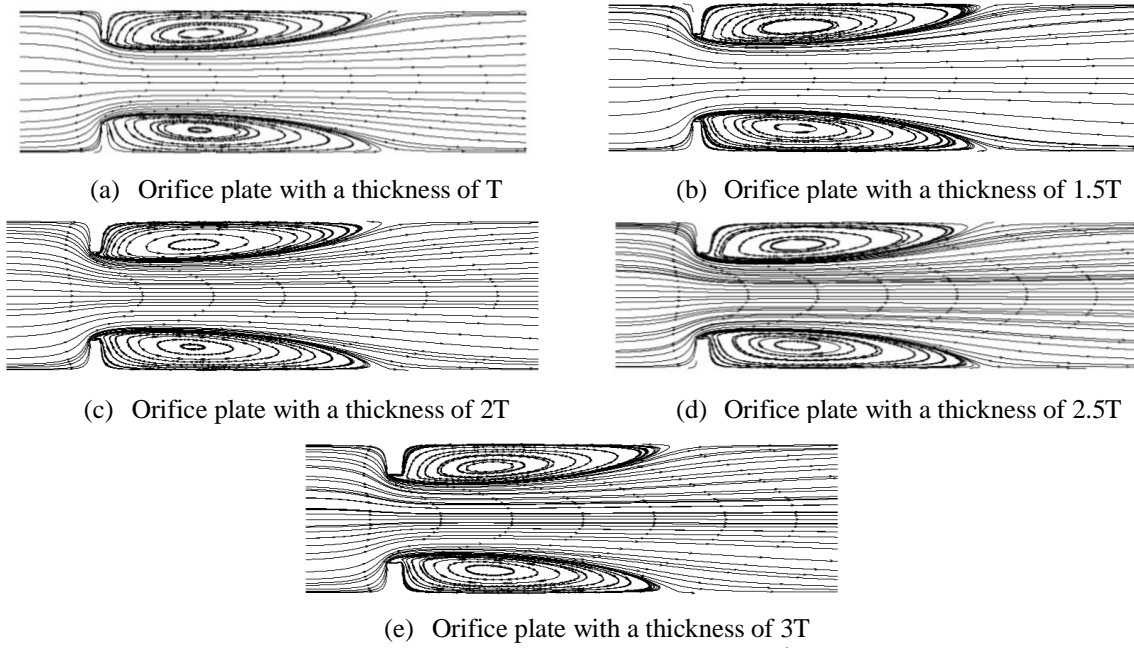 (a) Orifice plate with a thickness of T
(b) Orifice plate with a thickness of 1.5T
(c) Orifice plate with a thickness of 2T
(d) Orifice plate with a thickness of 2.5T
(e) Orifice plate with a thickness of 3T